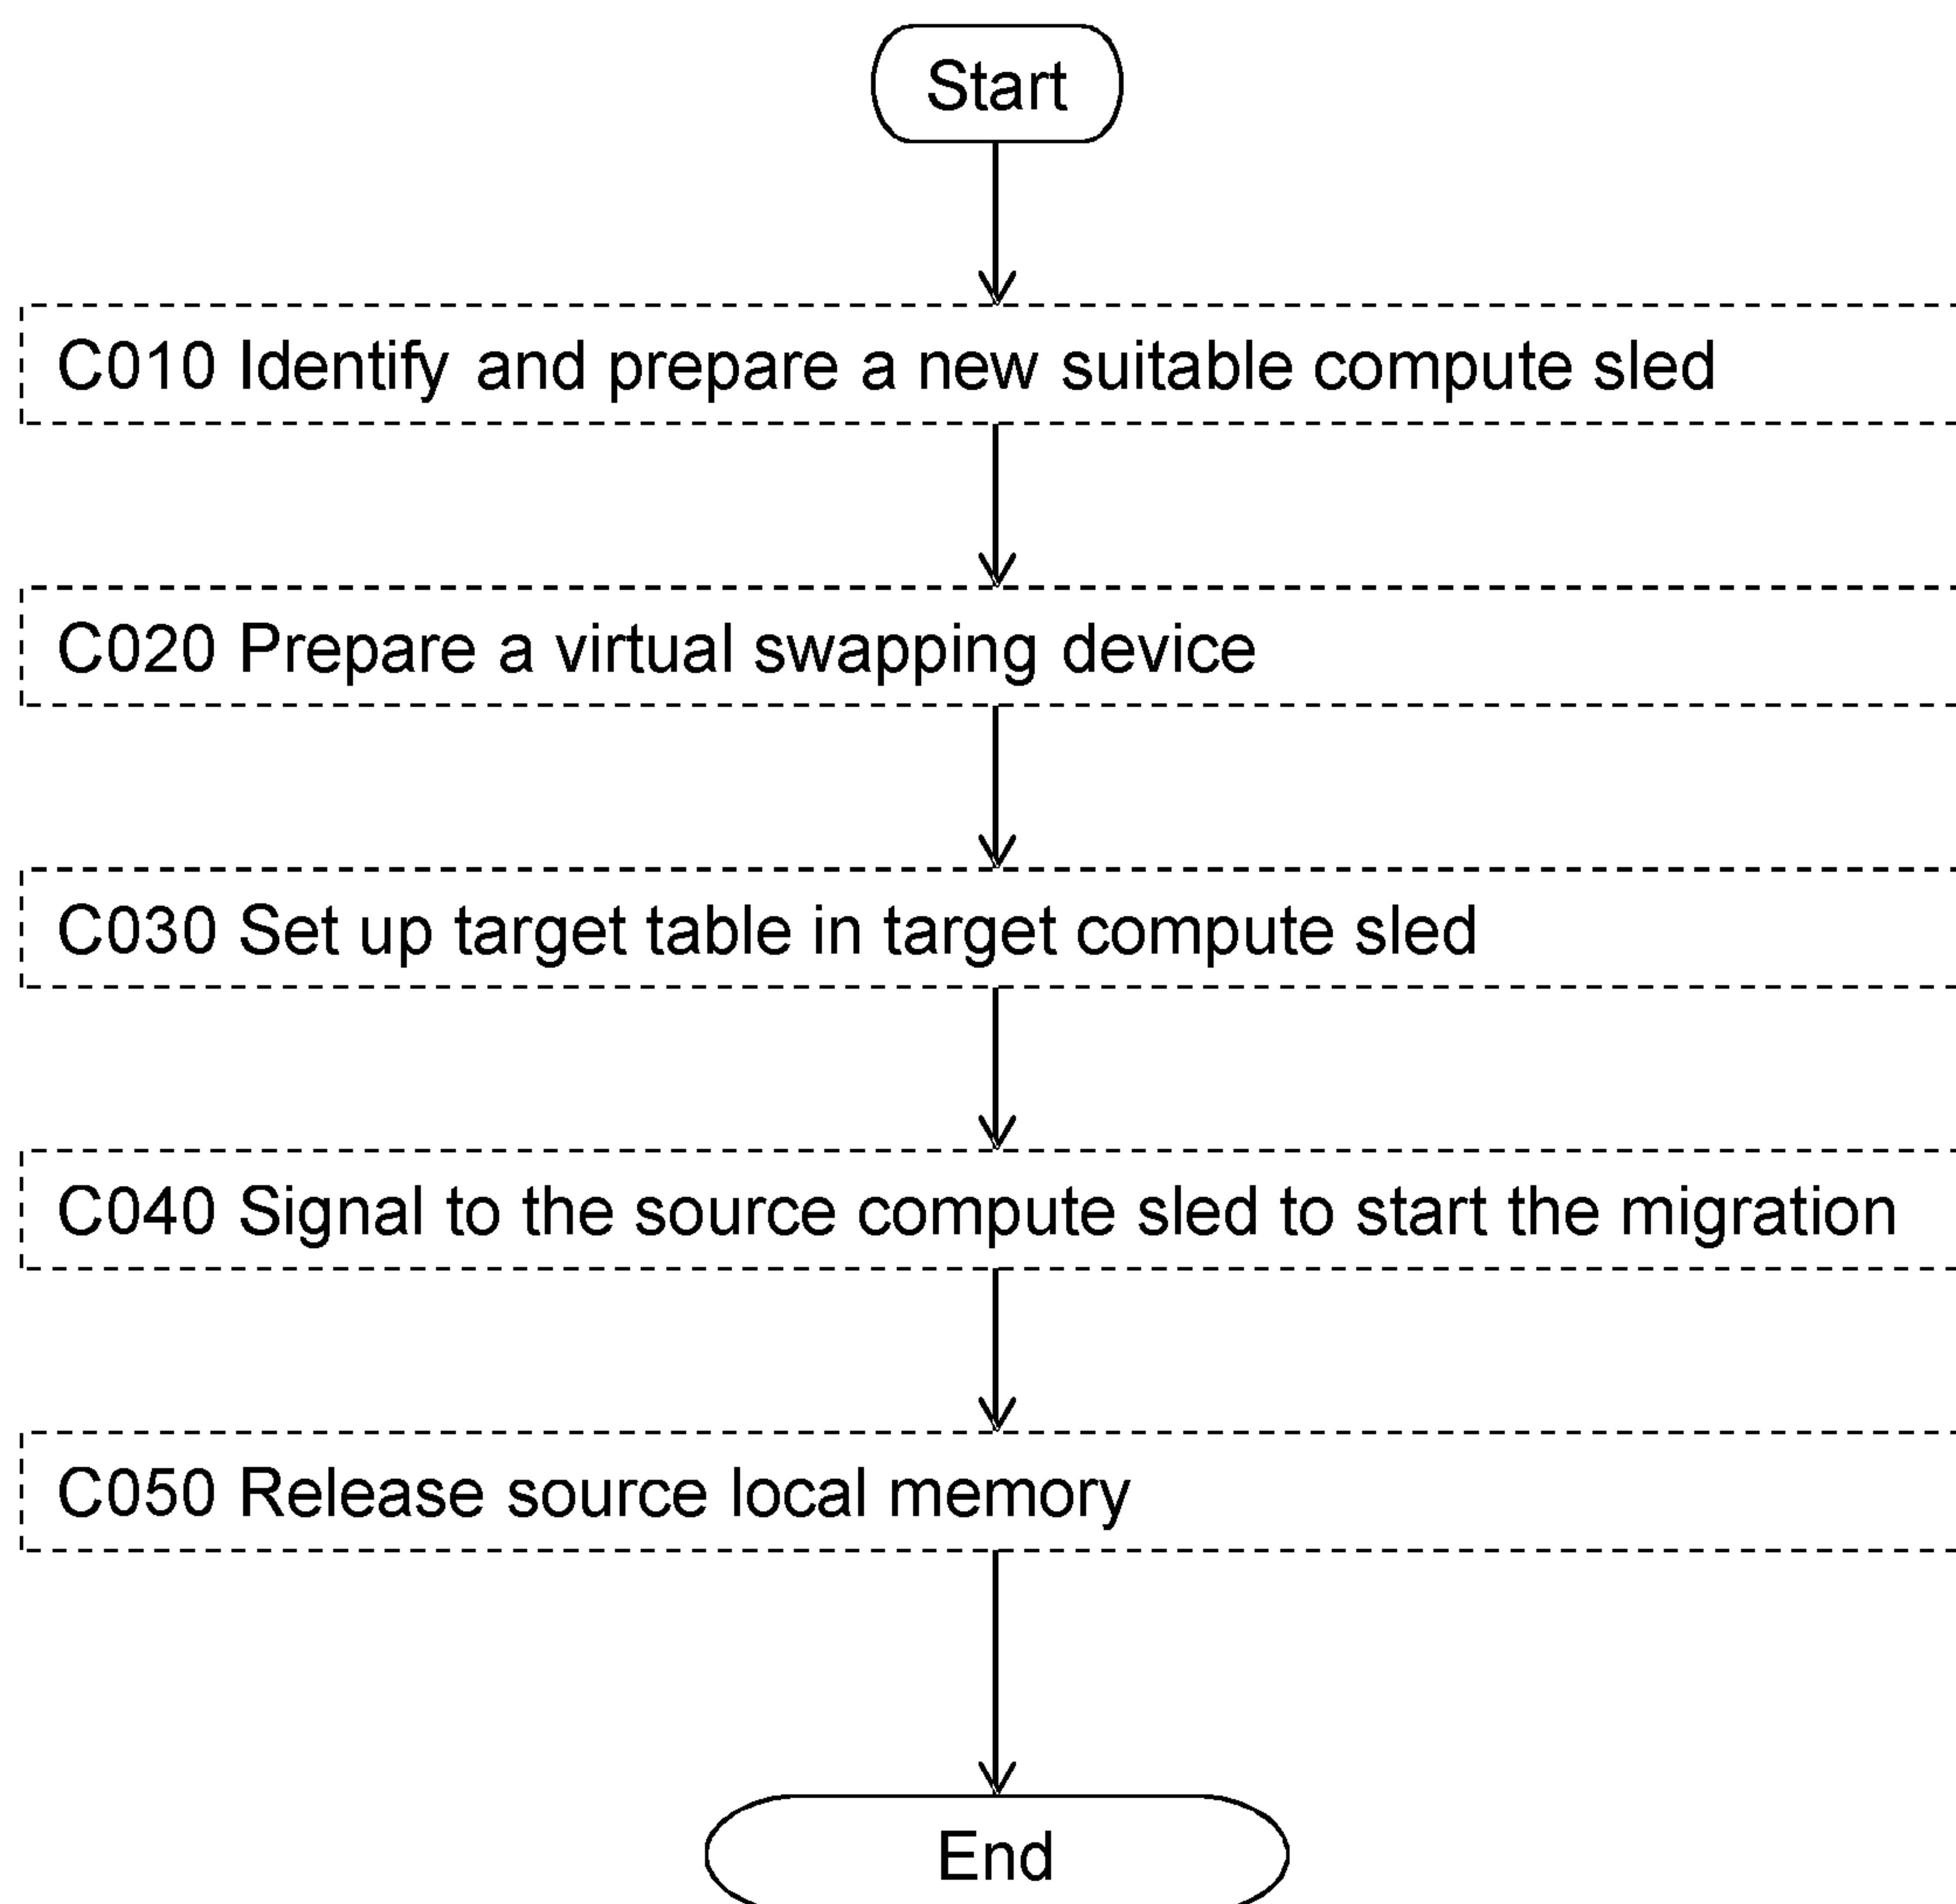 Start
C010 Identify and prepare a new suitable compute sled
C020 Prepare a virtual swapping device
C030 Set up target table in target compute sled
C040 Signal to the source compute sled to start the migration
C050 Release source local memory
End